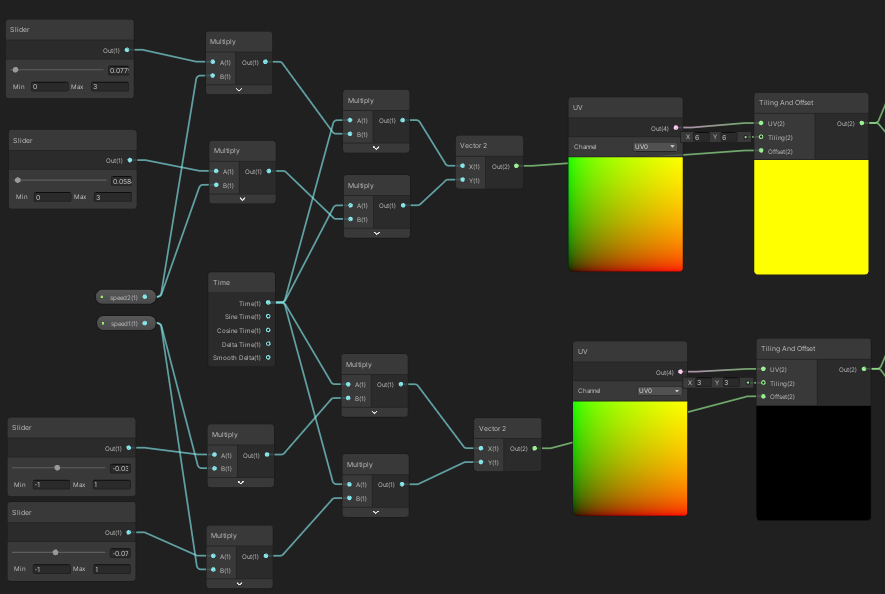 Slider
Out(1)
0.077
Min 0 Max 3
Multiply
A(1) Out(1)
B(1)
Slider
Out(1)
0.058
Min 0 Max 3
Multiply
A(1) Out(1)
B(1)
speed2(1)
speed1(1)
Time
Time(1)
Sine Time(1)
Cosine Time(1)
Delta Time(1)
Smooth Delta(1)
Multiply
A(1) Out(1)
B(1)
Multiply
A(1) Out(1)
B(1)
Vector 2
X(1) Out(2)
Y(1)
UV
Out(4)
Channel UV0
X 6 Y 6
Tiling And Offset
UV(2) Out(2)
Tiling(2)
Offset(2)
Slider
Out(1)
-0.03
Min -1 Max 1
Slider
Out(1)
-0.07
Min -1 Max 1
Multiply
A(1) Out(1)
B(1)
Multiply
A(1) Out(1)
B(1)
Multiply
A(1) Out(1)
B(1)
Multiply
A(1) Out(1)
B(1)
Vector 2
X(1) Out(2)
Y(1)
UV
Out(4)
Channel UV0
X 3 Y 3
Tiling And Offset
UV(2) Out(2)
Tiling(2)
Offset(2)